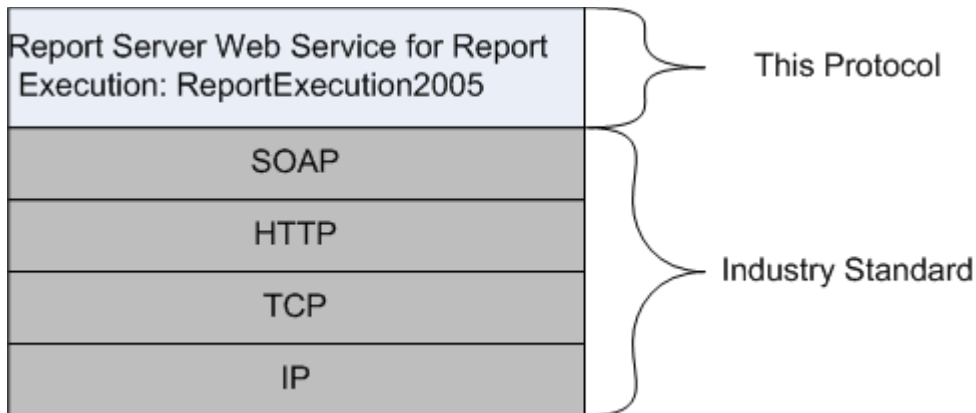 Report Server Web Service for Report
Execution: ReportExecution2005
This Protocol
SOAP
HTTP
TCP
IP
Industry Standard